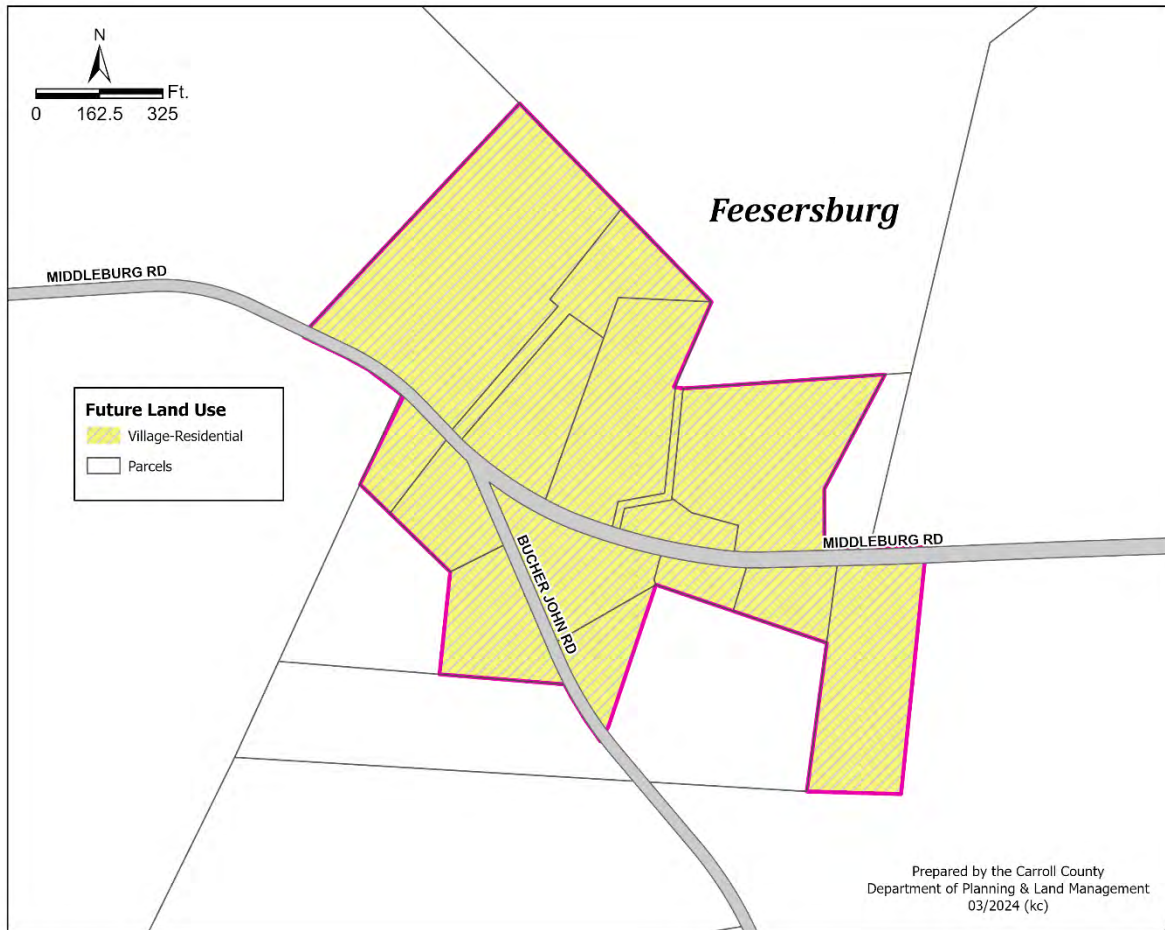 N
Ft.
0 162.5 325
Feesersburg
MIDDLEBURG RD
Future Land Use
Village-Residential
Parcels
MIDDLEBURG RD
BUCHER JOHN RD
Prepared by the Carroll County
Department of Planning & Land Management
03/2024 (kc)